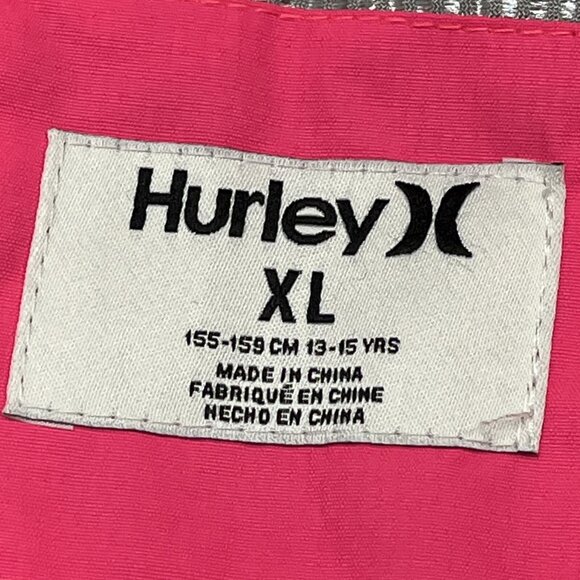 Hurley
XL
155-159 CM 13-15 YRS
MADE IN CHINA
FABRIQUÉ EN CHINE
HECHO EN CHINA